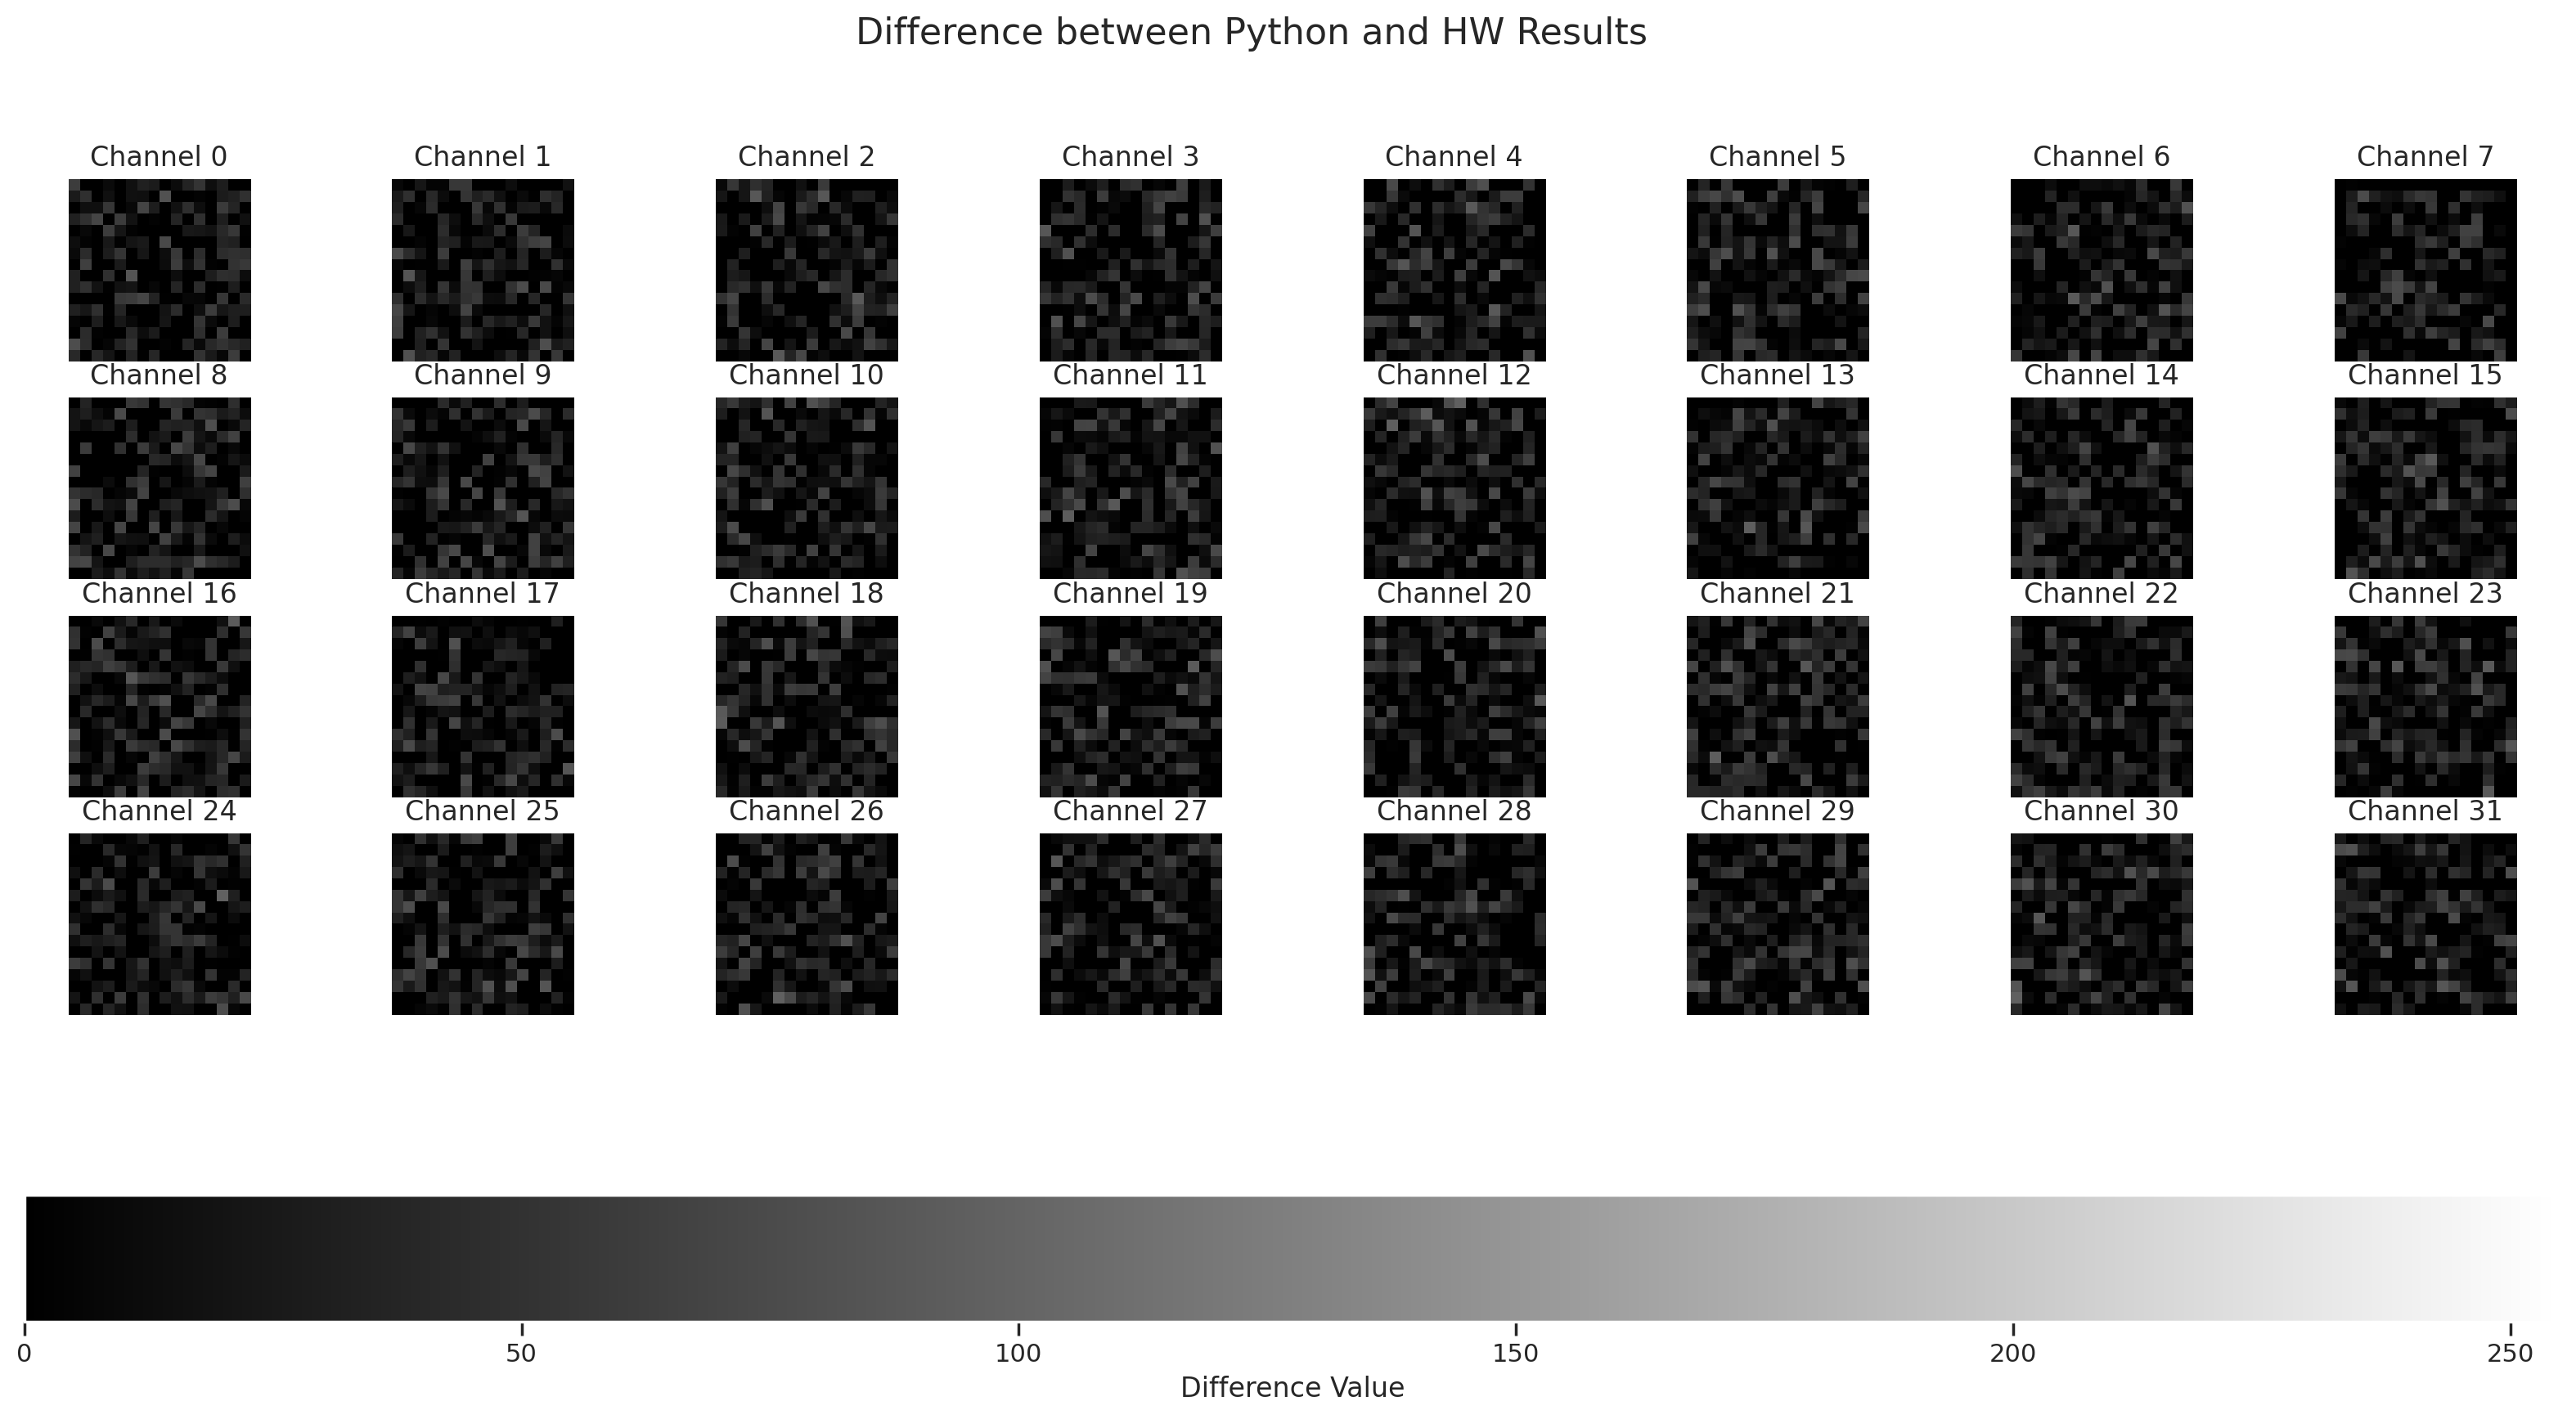 Difference between Python and HW Results
Channel 0 Channel 1 Channel 2 Channel 3 Channel 4 Channel 5 Channel 6 Channel 7
Channel 8 Channel 9 Channel 10 Channel 11 Channel 12 Channel 13 Channel 14 Channel 15
Channel 16 Channel 17 Channel 18 Channel 19 Channel 20 Channel 21 Channel 22 Channel 23
Channel 24 Channel 25 Channel 26 Channel 27 Channel 28 Channel 29 Channel 30 Channel 31
0 50 100 150 200 250
Difference Value